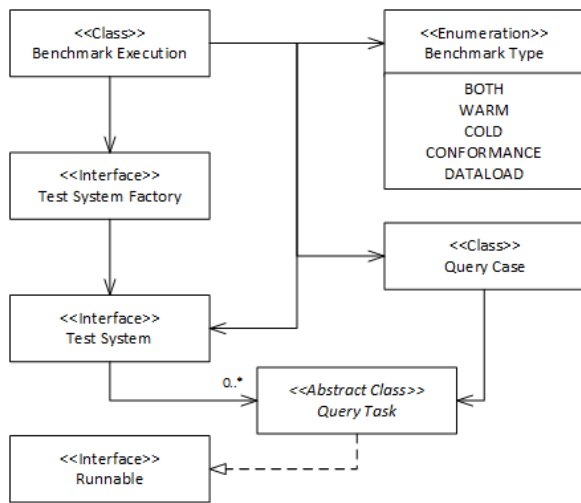 <<Class>>
Benchmark Execution
<<Enumeration>>
Benchmark Type
BOTH
WARM
COLD
CONFORMANCE
DATALOAD
<<Interface>>
Test System Factory
<<Class>>
Query Case
<<Interface>>
Test System
0..*
<<Abstract Class>>
Query Task
<<Interface>>
Runnable